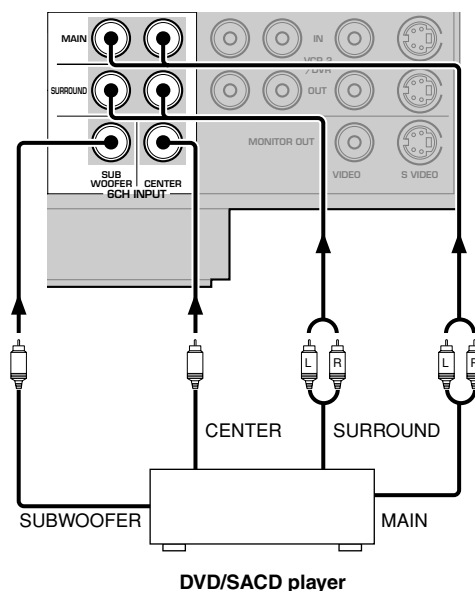 MAIN
IN
VCR 2
/DVR
SURROUND
OUT
MONITOR OUT
SUB
WOOFER
CENTER
VIDEO
S VIDEO
6CH INPUT
L
R
L
R
CENTER
SURROUND
SUBWOOFER
MAIN
DVD/SACD player